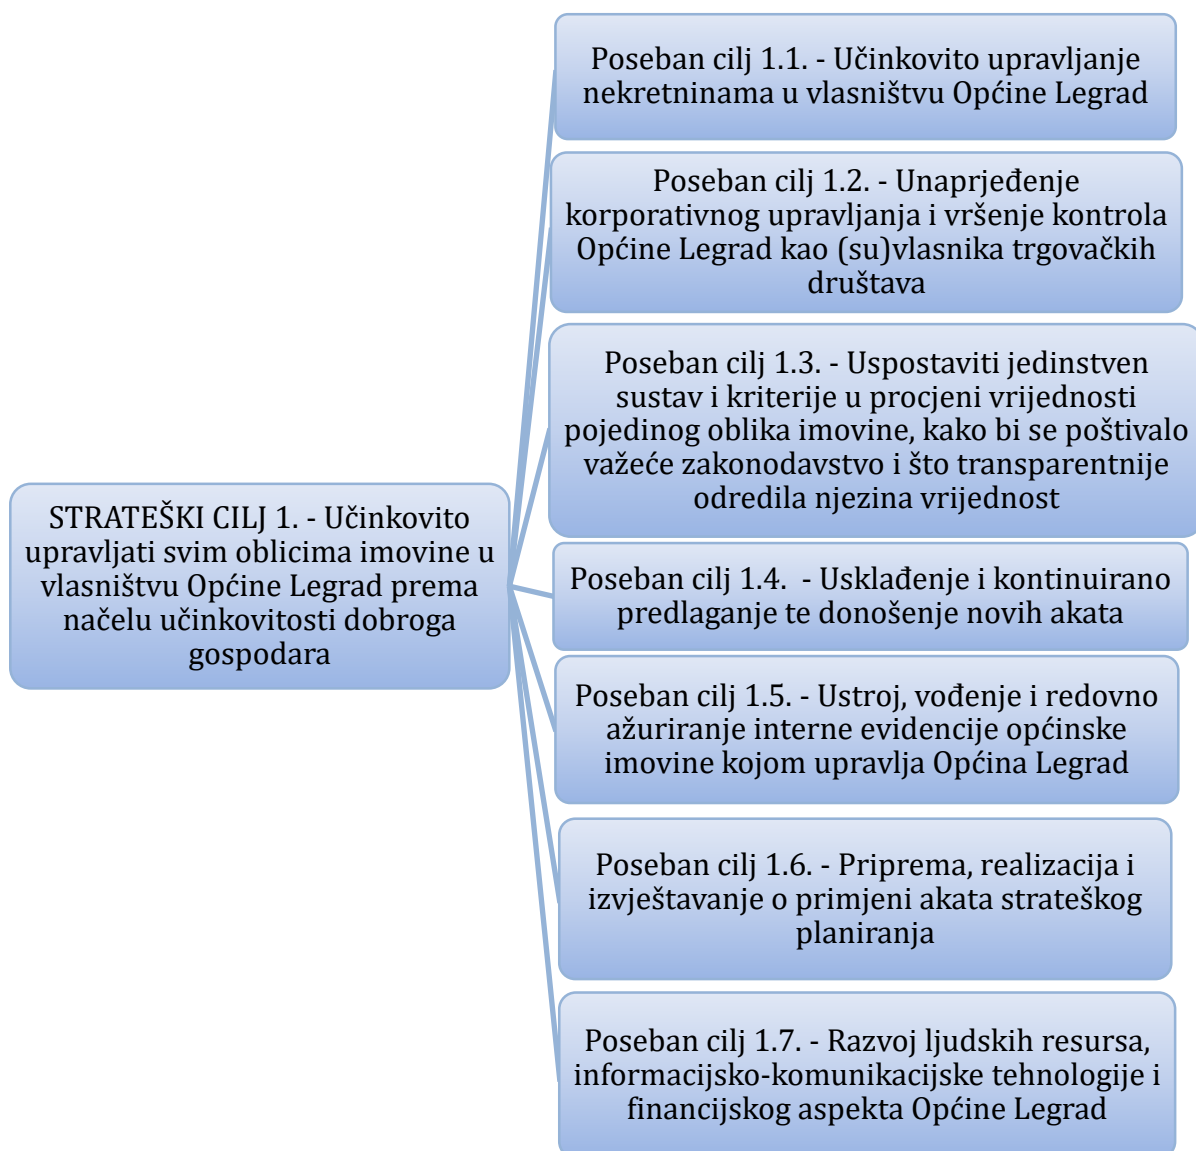 Poseban cilj 1.1. - Učinkovito upravljanje
nekretninama u vlasništvu Općine Legrad
Poseban cilj 1.2. - Unaprjeđenje
korporativnog upravljanja i vršenje kontrola
Općine Legrad kao (su)vlasnika trgovačkih
društava
Poseban cilj 1.3. - Uspostaviti jedinstven
sustav i kriterije u procjeni vrijednosti
pojedinog oblika imovine, kako bi se poštivalo
važeće zakonodavstvo i što transparentnije
odredila njezina vrijednost
STRATEŠKI CILJ 1. - Učinkovito
upravljati svim oblicima imovine u
vlasništvu Općine Legrad prema
načelu učinkovitosti dobroga
gospodara
Poseban cilj 1.4.  - Usklađenje i kontinuirano
predlaganje te donošenje novih akata
Poseban cilj 1.5. - Ustroj, vođenje i redovno
ažuriranje interne evidencije općinske
imovine kojom upravlja Općina Legrad
Poseban cilj 1.6. - Priprema, realizacija i
izvještavanje o primjeni akata strateškog
planiranja
Poseban cilj 1.7. - Razvoj ljudskih resursa,
informacijsko-komunikacijske tehnologije i
financijskog aspekta Općine Legrad